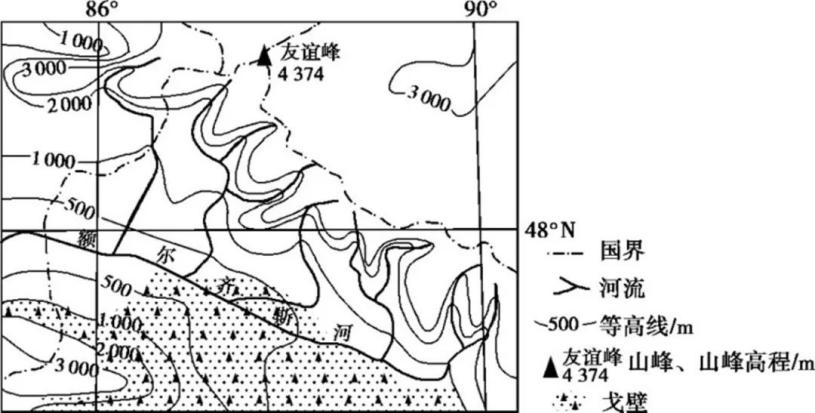 86°
90°
1 000
3 000
2 000
友谊峰
4 374
3 000
1 000
500
48°N
额
尔
齐
斯
河
500
1 000
2 000
3 000
国界
河流
500 等高线/m
友谊峰
4 374
山峰、山峰高程/m
戈壁